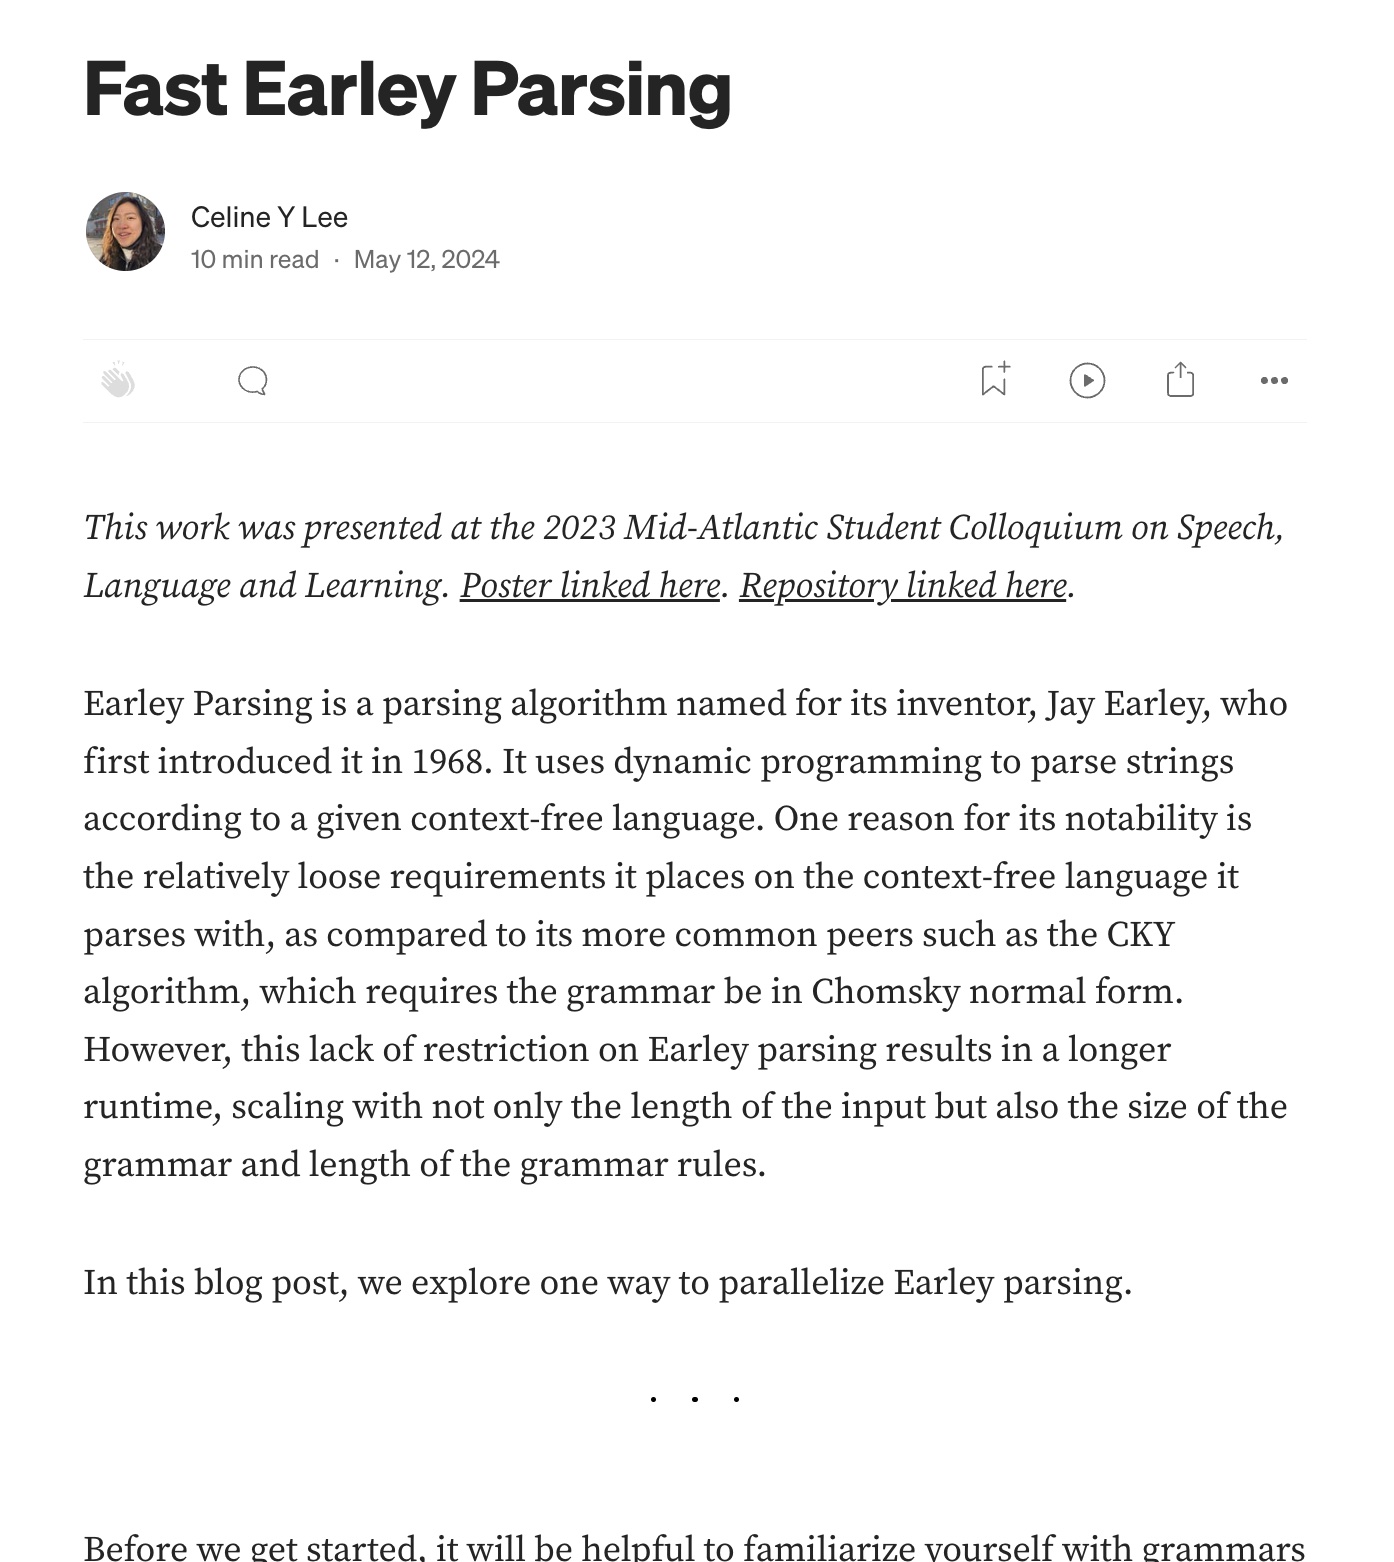 Fast Earley Parsing
Celine Y Lee
10 min read · May 12, 2024
This work was presented at the 2023 Mid-Atlantic Student Colloquium on Speech,
Language and Learning. Poster linked here. Repository linked here.
Earley Parsing is a parsing algorithm named for its inventor, Jay Earley, who
first introduced it in 1968. It uses dynamic programming to parse strings
according to a given context-free language. One reason for its notability is
the relatively loose requirements it places on the context-free language it
parses with, as compared to its more common peers such as the CKY
algorithm, which requires the grammar be in Chomsky normal form.
However, this lack of restriction on Earley parsing results in a longer
runtime, scaling with not only the length of the input but also the size of the
grammar and length of the grammar rules.
In this blog post, we explore one way to parallelize Earley parsing.
. . .
Before we get started, it will be helpful to familiarize yourself with grammars